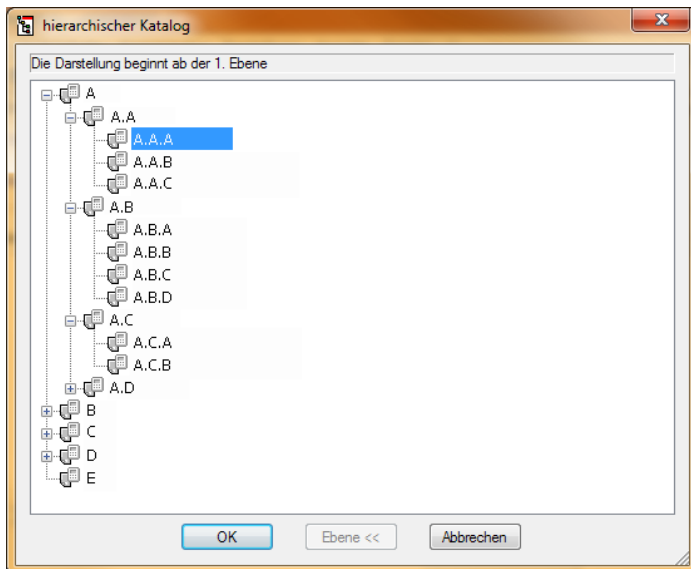 hierarchischer Katalog
Die Darstellung beginnt ab der 1. Ebene
A
A.A
A.A.A
A.A.B
A.A.C
A.B
A.B.A
A.B.B
A.B.C
A.B.D
A.C
A.C.A
A.C.B
A.D
B
C
D
E
OK Ebene << Abbrechen